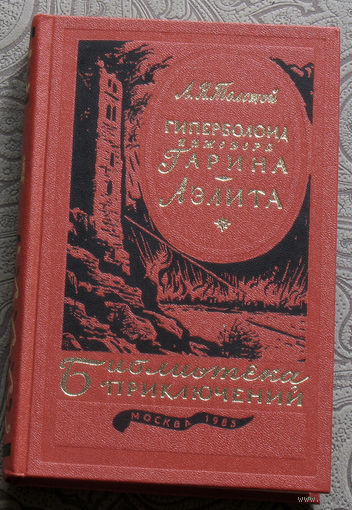 А.Н.Толстой
ГИПЕРБОЛОИД
ИНЖЕНЕРА
ГАРИНА
АЭЛИТА
Библиотека
ПРИКЛЮЧЕНИЙ
МОСКВА 1985